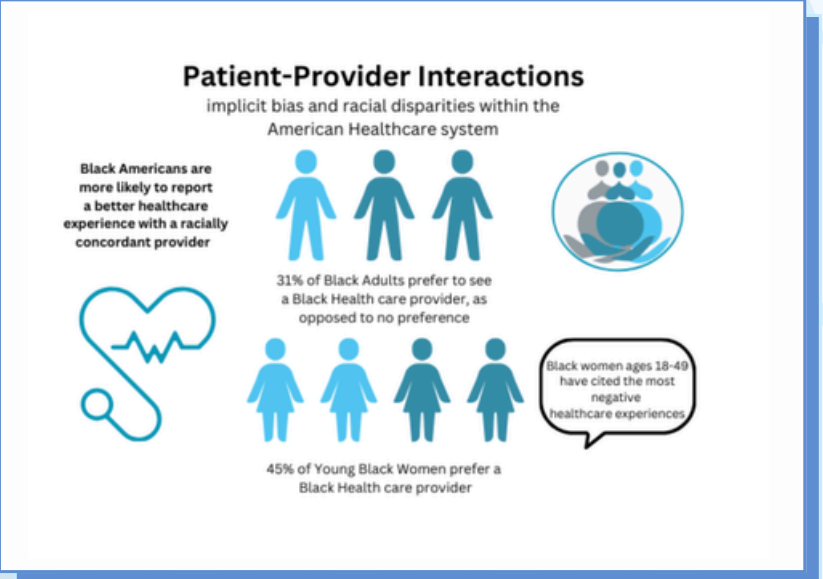 Patient-Provider Interactions
implicit bias and racial disparities within the
American Healthcare system
Black Americans are
more likely to report
a better healthcare
experience with a racially
concordant provider
31% of Black Adults prefer to see
a Black Health care provider, as
opposed to no preference
Black women ages 18-49
have cited the most
negative
healthcare experiences
45% of Young Black Women prefer a
Black Health care provider